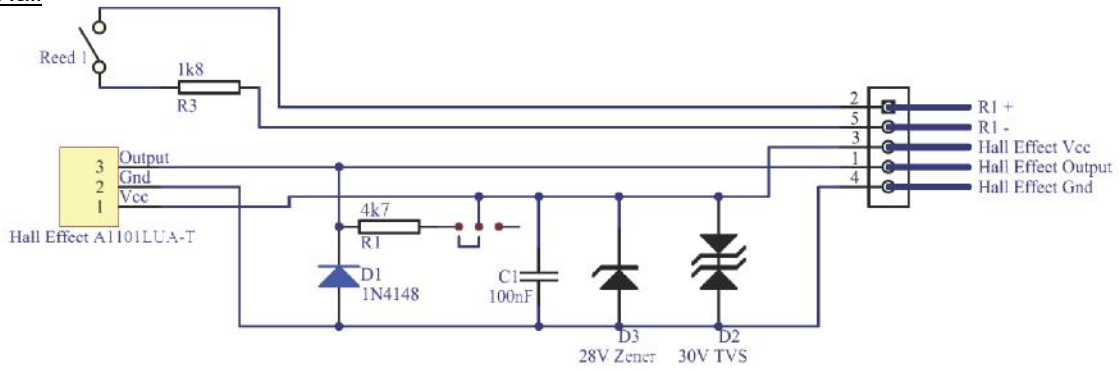 Reed 1
1k8
R3
2
5
3
1
4
R1 +
R1 -
Hall Effect Vcc
Hall Effect Output
Hall Effect Gnd
3
Output
2
Gnd
1
Vcc
Hall Effect A1101LUA-T
4k7
R1
D1
1N4148
C1
100nF
D3
28V Zener
D2
30V TVS